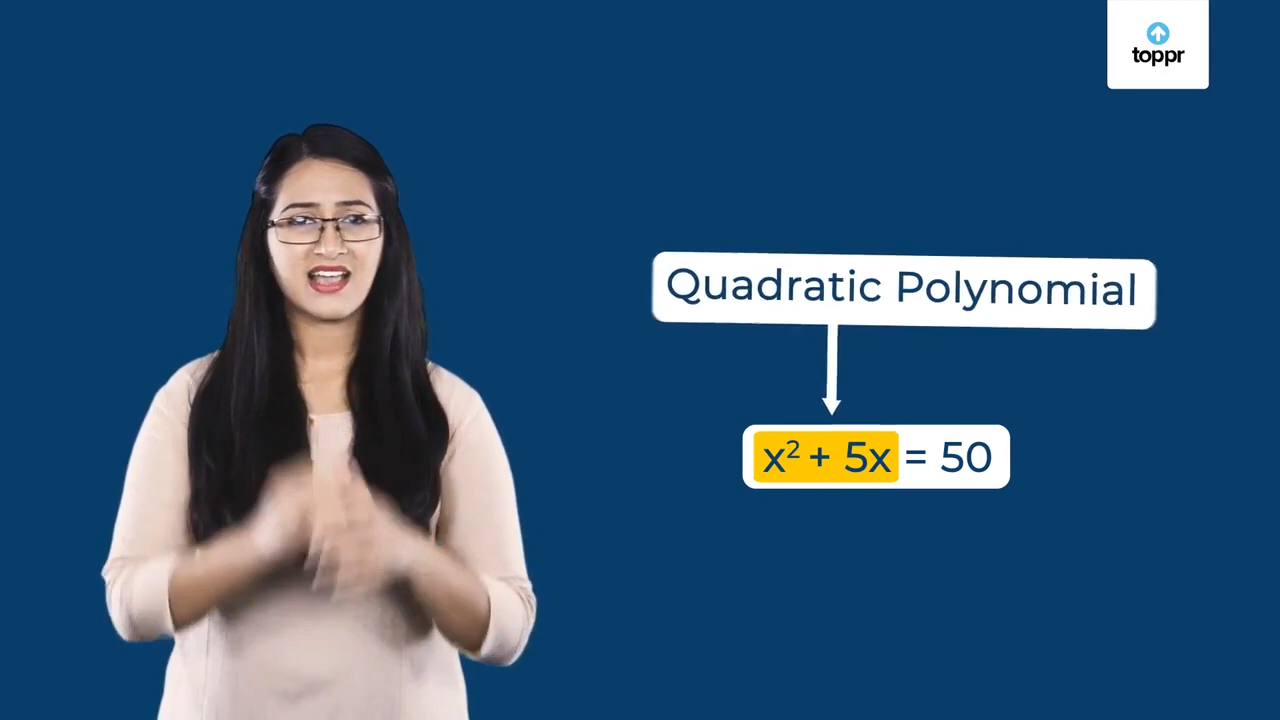 toppr
Quadratic Polynomial
x² + 5x = 50